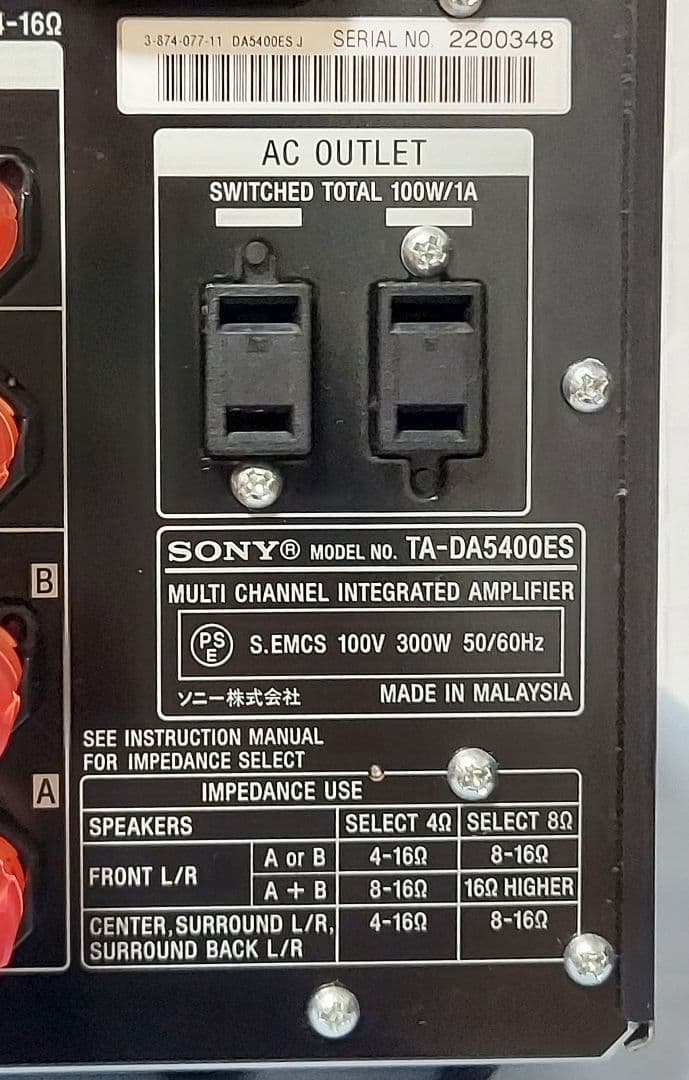 -16Ω
3-874-077-11 DA5400ES J SERIAL NO. 2200348
AC OUTLET
SWITCHED TOTAL 100W/1A
SONY® MODEL NO. TA-DA5400ES
MULTI CHANNEL INTEGRATED AMPLIFIER
PSE S.EMCS 100V 300W 50/60Hz
ソニー株式会社 MADE IN MALAYSIA
B
A
SEE INSTRUCTION MANUAL
FOR IMPEDANCE SELECT
IMPEDANCE USE
SPEAKERS SELECT 4Ω SELECT 8Ω
FRONT L/R A or B 4-16Ω 8-16Ω
A + B 8-16Ω 16Ω HIGHER
CENTER, SURROUND L/R, 4-16Ω 8-16Ω
SURROUND BACK L/R